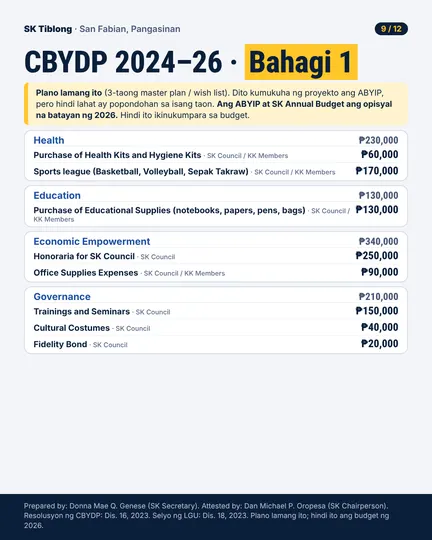 SK Tiblong · San Fabian, Pangasinan
9 / 12
CBYDP 2024–26 · Bahagi 1
Plano lamang ito (3-taong master plan / wish list). Dito kumukuha ng proyekto ang ABYIP,
pero hindi lahat ay popondohan sa isang taon. Ang ABYIP at SK Annual Budget ang opisyal
na batayan ng 2026. Hindi ito ikinukumpara sa budget.
Health ₱230,000
Purchase of Health Kits and Hygiene Kits · SK Council / KK Members ₱60,000
Sports league (Basketball, Volleyball, Sepak Takraw) · SK Council / KK Members ₱170,000
Education ₱130,000
Purchase of Educational Supplies (notebooks, papers, pens, bags) · SK Council / ₱130,000
KK Members
Economic Empowerment ₱340,000
Honoraria for SK Council · SK Council ₱250,000
Office Supplies Expenses · SK Council / KK Members ₱90,000
Governance ₱210,000
Trainings and Seminars · SK Council ₱150,000
Cultural Costumes · SK Council ₱40,000
Fidelity Bond · SK Council ₱20,000
Prepared by: Donna Mae Q. Genese (SK Secretary). Attested by: Dan Michael P. Oropesa (SK Chairperson).
Resolusyon ng CBYDP: Dis. 16, 2023. Selyo ng LGU: Dis. 18, 2023. Plano lamang ito; hindi ito ang budget ng
2026.